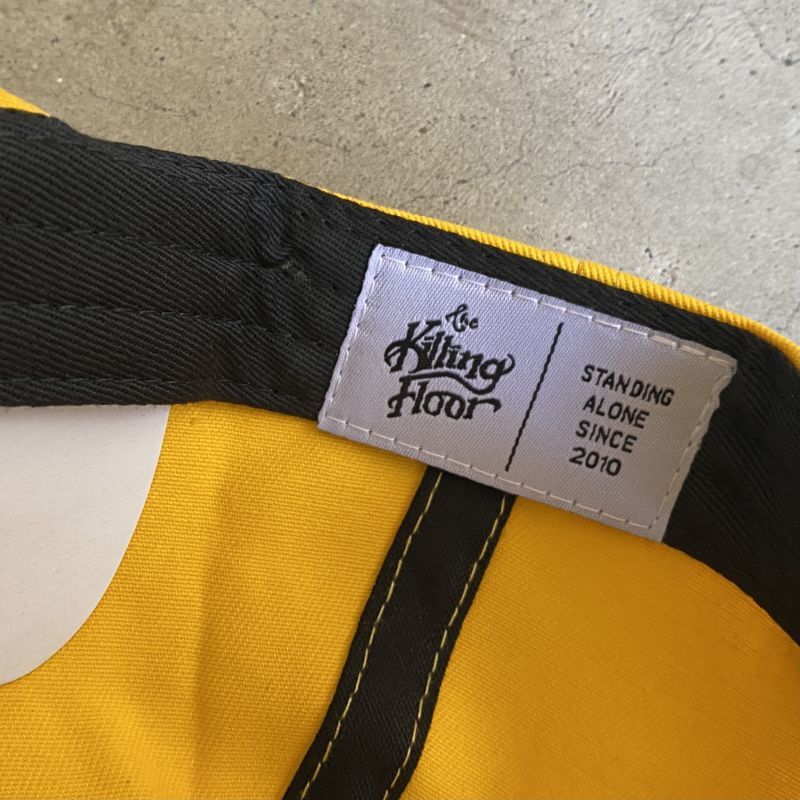 The
Killing
Floor
STANDING
ALONE
SINCE
2010